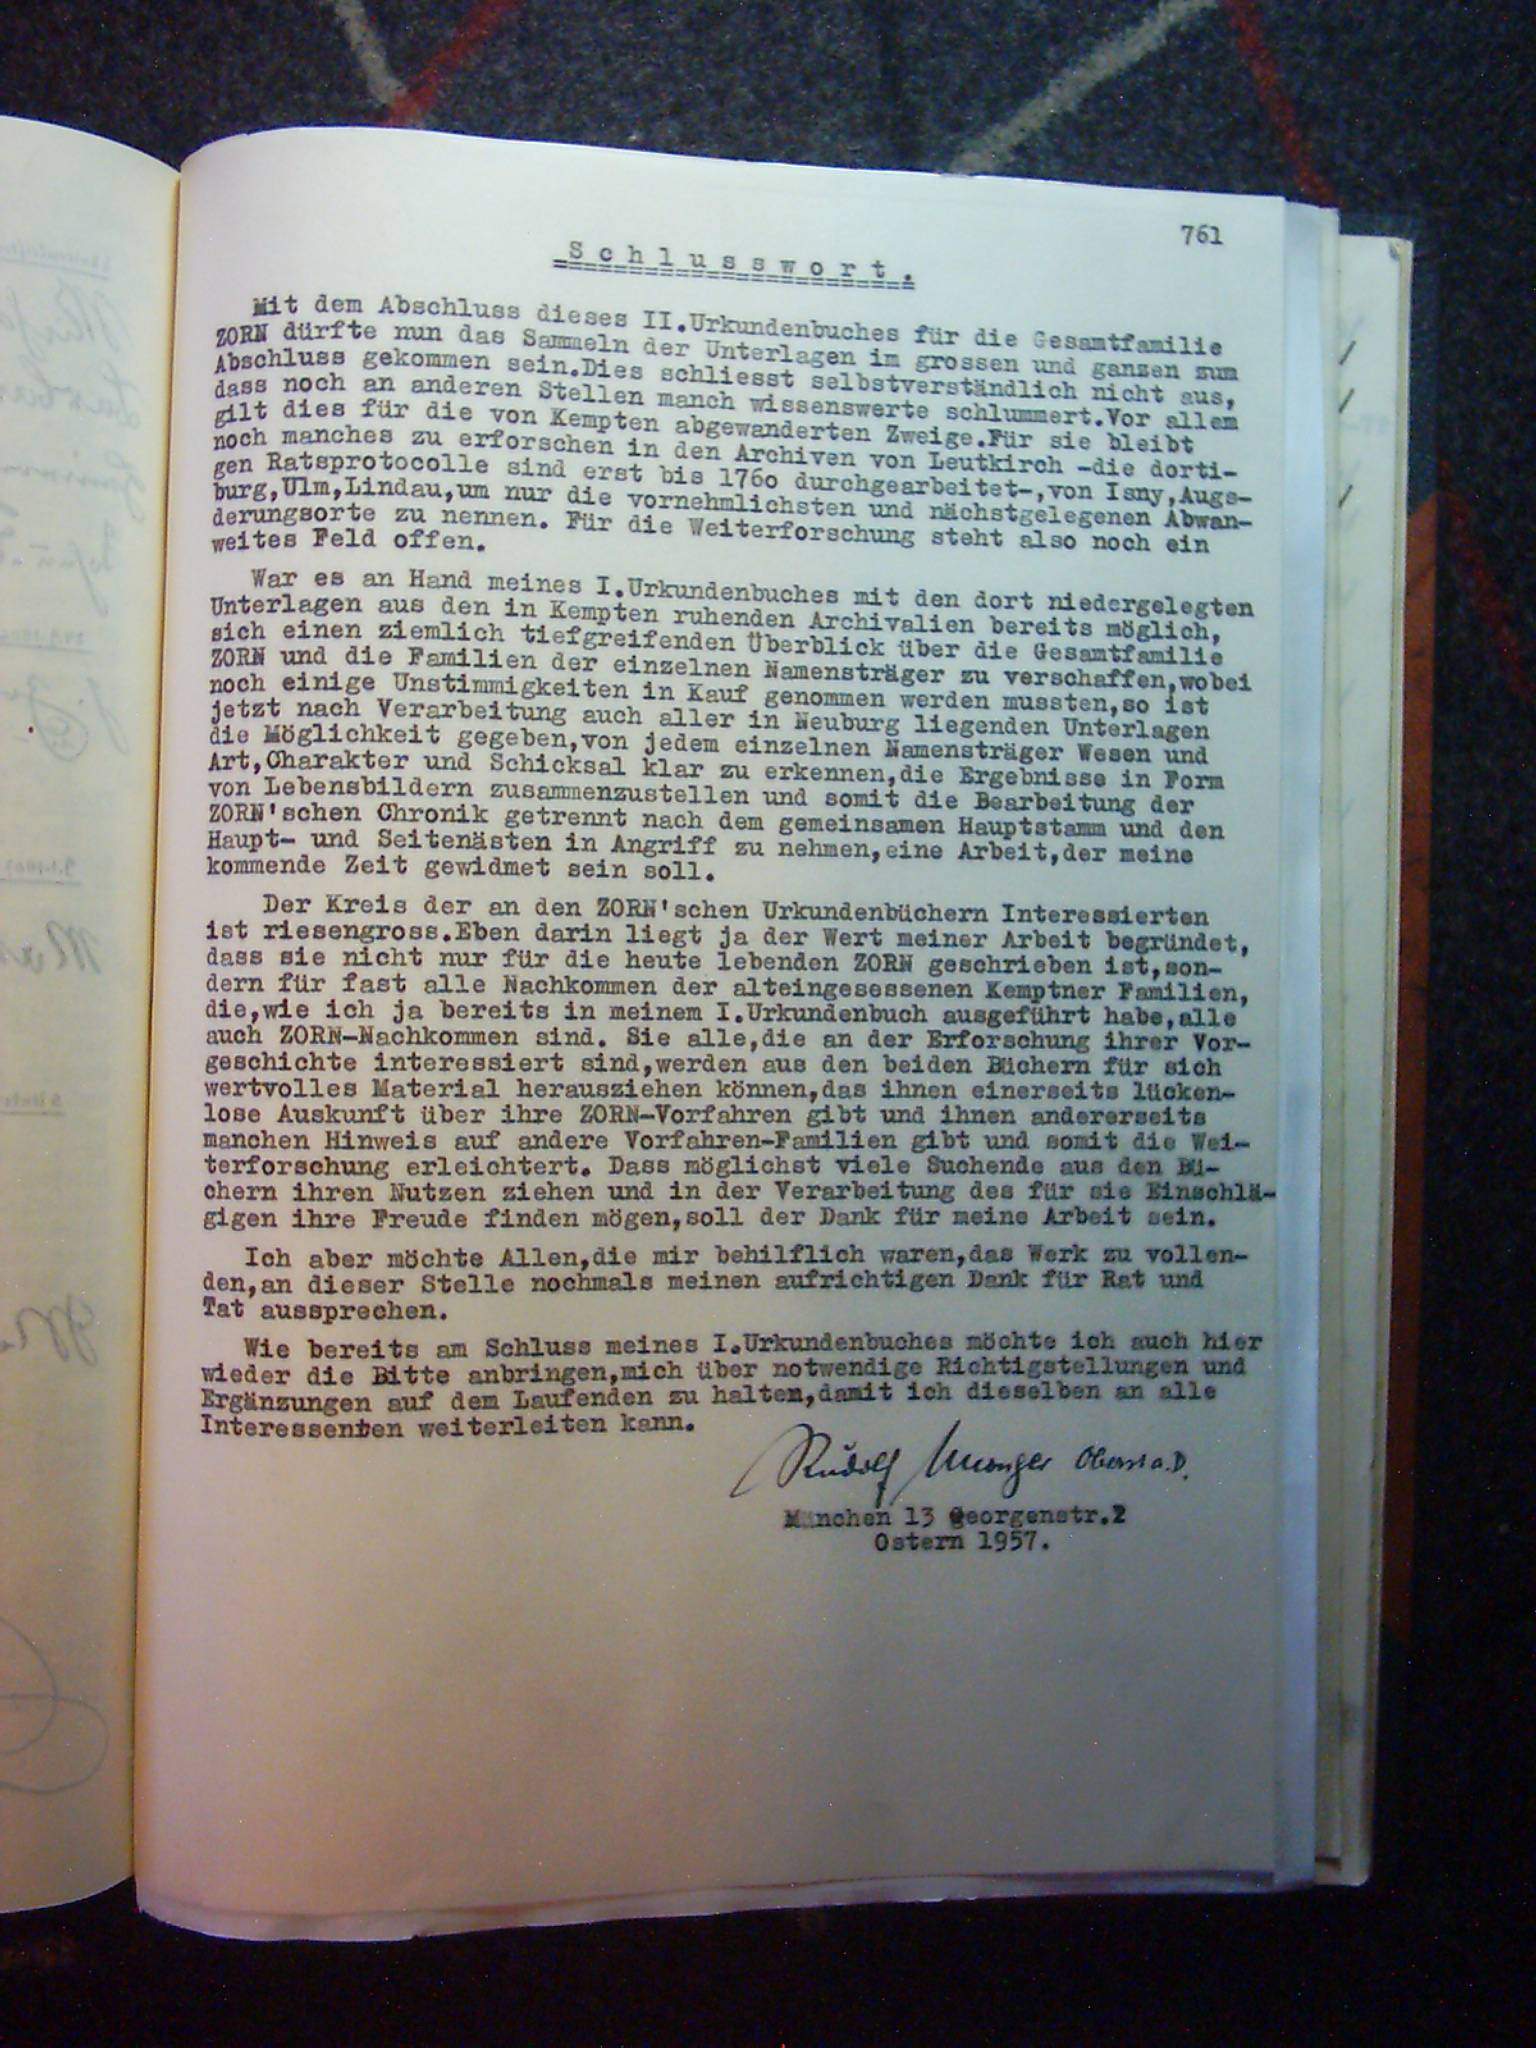 761
Schlusswort.
Mit dem Abschluss dieses II.Urkundenbuches für die Gesamtfamilie
ZORN dürfte nun das Sammeln der Unterlagen im grossen und ganzen zum
Abschluss gekommen sein.Dies schliesst selbstverständlich nicht aus,
dass noch an anderen Stellen manch wissenswerte schlummert.Vor allem
gilt dies für die von Kempten abgewanderten Zweige.Für sie bleibt
noch manches zu erforschen in den Archiven von Leutkirch -die dorti-
gen Ratsprotocolle sind erst bis 1760 durchgearbeitet-,von Isny,Augs-
burg,Ulm,Lindau,um nur die vornehmlichsten und nächstgelegenen Abwan-
derungsorte zu nennen. Für die Weiterforschung steht also noch ein
weites Feld offen.
War es an Hand meines I.Urkundenbuches mit den dort niedergelegten
Unterlagen aus den in Kempten ruhenden Archivalien bereits möglich,
sich einen ziemlich tiefgreifenden Überblick über die Gesamtfamilie
ZORN und die Familien der einzelnen Namensträger zu verschaffen,wobei
noch einige Unstimmigkeiten in Kauf genommen werden mussten,so ist
jetzt nach Verarbeitung auch aller in Neuburg liegenden Unterlagen
die Möglichkeit gegeben,von jedem einzelnen Namensträger Wesen und
Art,Charakter und Schicksal klar zu erkennen,die Ergebnisse in Form
von Lebensbildern zusammenzustellen und somit die Bearbeitung der
ZORN'schen Chronik getrennt nach dem gemeinsamen Hauptstamm und den
Haupt- und Seitenästen in Angriff zu nehmen,eine Arbeit,der meine
kommende Zeit gewidmet sein soll.
Der Kreis der an den ZORN'schen Urkundenbüchern Interessierten
ist riesengross.Eben darin liegt ja der Wert meiner Arbeit begründet,
dass sie nicht nur für die heute lebenden ZORN geschrieben ist,son-
dern für fast alle Nachkommen der alteingesessenen Kemptner Familien,
die,wie ich ja bereits in meinem I.Urkundenbuch ausgeführt habe,alle
auch ZORN-Nachkommen sind. Sie alle,die an der Erforschung ihrer Vor-
geschichte interessiert sind,werden aus den beiden Büchern für sich
wertvolles Material herausziehen können,das ihnen einerseits lücken-
lose Auskunft über ihre ZORN-Vorfahren gibt und ihnen andererseits
manchen Hinweis auf andere Vorfahren-Familien gibt und somit die Wei-
terforschung erleichtert. Dass möglichst viele Suchende aus den Bü-
chern ihren Nutzen ziehen und in der Verarbeitung des für sie Einschlä-
gigen ihre Freude finden mögen,soll der Dank für meine Arbeit sein.
Ich aber möchte Allen,die mir behilflich waren,das Werk zu vollen-
den,an dieser Stelle nochmals meinen aufrichtigen Dank für Rat und
Tat aussprechen.
Wie bereits am Schluss meines I.Urkundenbuches möchte ich auch hier
wieder die Bitte anbringen,mich über notwendige Richtigstellungen und
Ergänzungen auf dem Laufenden zu halten,damit ich dieselben an alle
Interessenten weiterleiten kann.
Rudolf Oberst a.D.
München 13 Georgenstr.2
Ostern 1957.